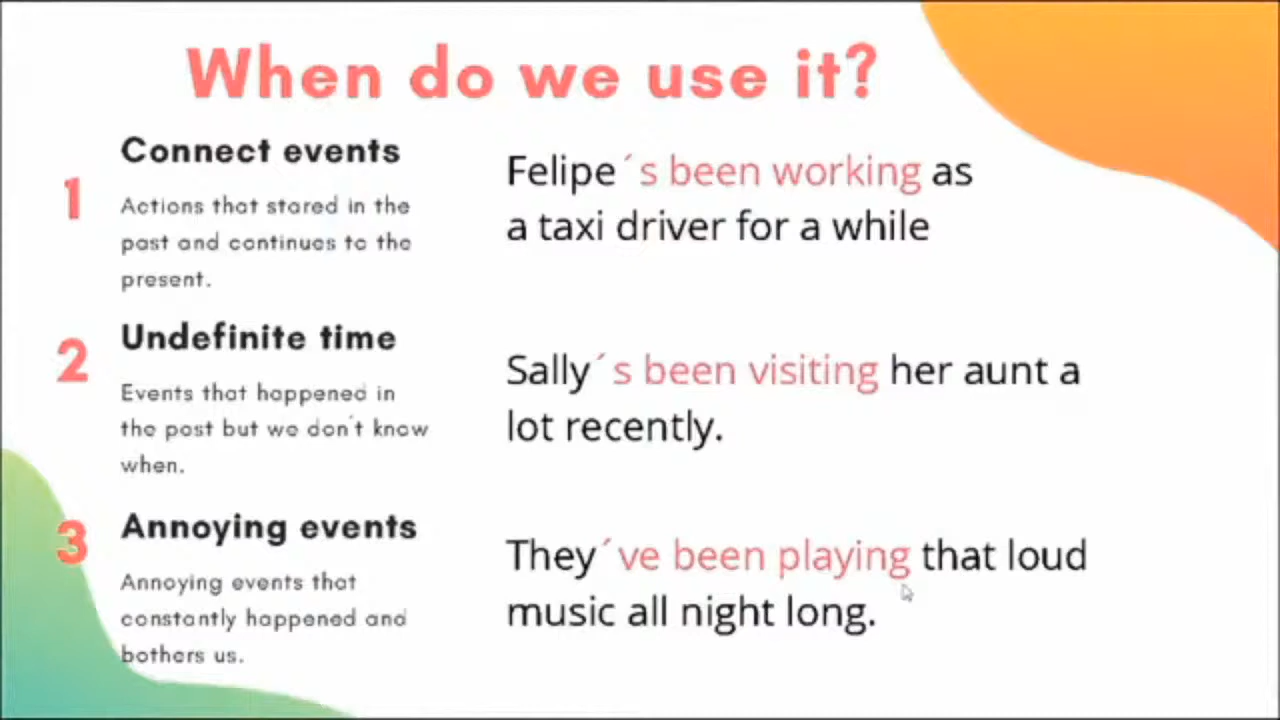 When do we use it?
1
Connect events
Actions that stared in the
past and continues to the
present.
Felipe´s been working as
a taxi driver for a while
2
Undefinite time
Events that happened in
the past but we don´t know
when.
Sally´s been visiting her aunt a
lot recently.
3
Annoying events
Annoying events that
constantly happened and
bothers us.
They´ve been playing that loud
music all night long.